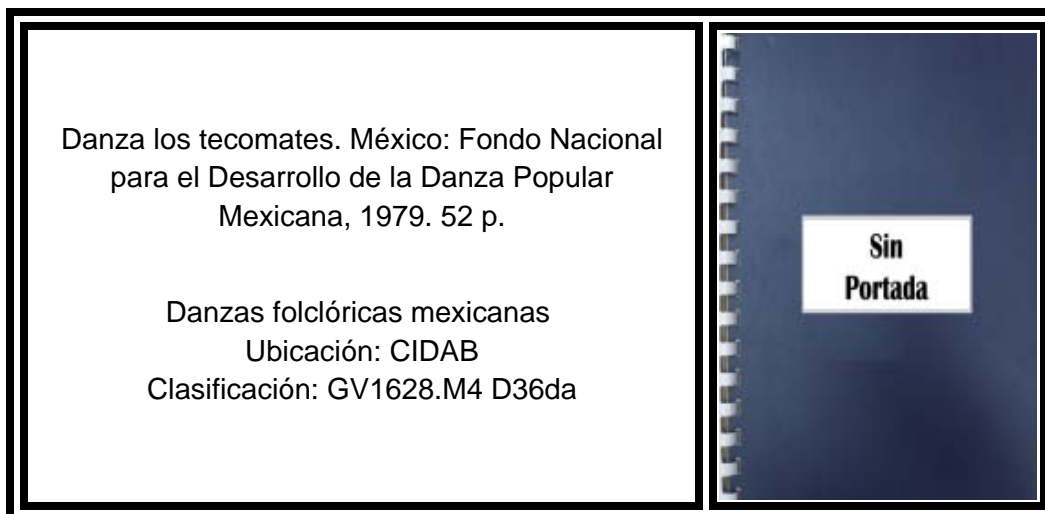 Danza los tecomates. México: Fondo Nacional
para el Desarrollo de la Danza Popular
Mexicana, 1979. 52 p.
Danzas folclóricas mexicanas
Ubicación: CIDAB
Clasificación: GV1628.M4 D36da
Sin
Portada